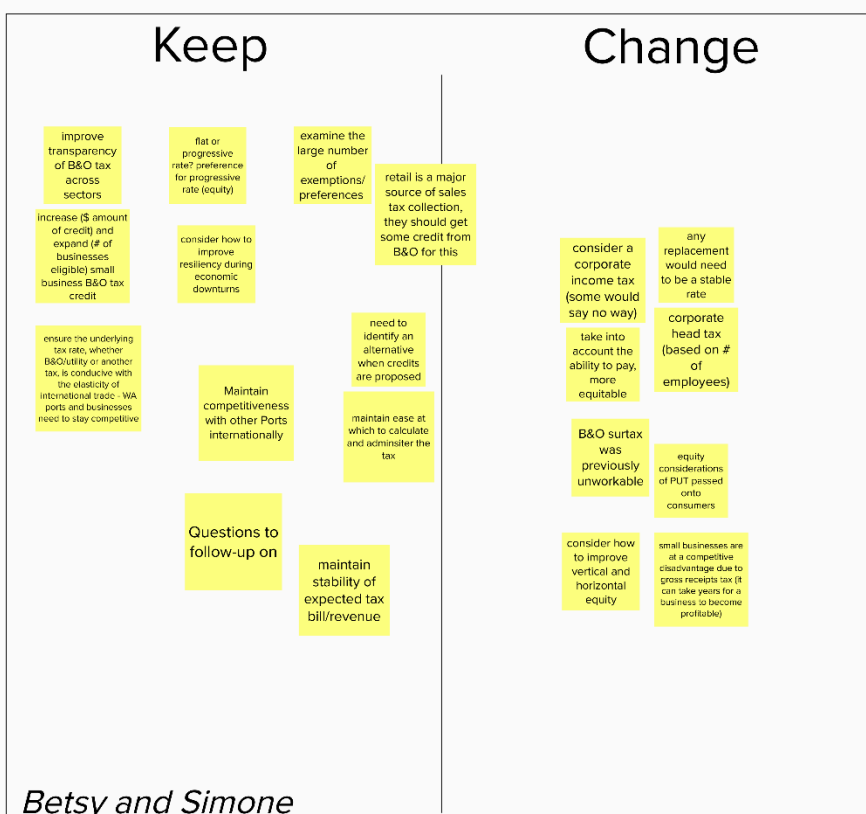 Keep
improve
transparency
of B&O tax
across
sectors
flat or
progressive
rate? preference
for progressive
rate (equity)
examine the
large number
of
exemptions/
preferences
retail is a major
source of sales
tax collection,
they should get
some credit from
B&O for this
increase ($ amount
of credit) and
expand (# of
businesses
eligible) small
business B&O tax
credit
consider how to
improve
resiliency during
economic
downturns
ensure the underlying
tax rate, whether
B&O/utility or another
tax, is conducive with
the elasticity of
international trade - WA
ports and businesses
need to stay competitive
Maintain
competitiveness
with other Ports
internationally
need to
identify an
alternative
when credits
are proposed
maintain ease at
which to calculate
and adminsiter the
tax
Questions to
follow-up on
maintain
stability of
expected tax
bill/revenue
Change
consider a
corporate
income tax
(some would
say no way)
any
replacement
would need
to be a stable
rate
take into
account the
ability to pay,
more
equitable
corporate
head tax
(based on #
of
employees)
B&O surtax
was
previously
unworkable
equity
considerations
of PUT passed
onto
consumers
consider how
to improve
vertical and
horizontal
equity
small businesses are
at a competitive
disadvantage due to
gross receipts tax (it
can take years for a
business to become
profitable)
Betsy and Simone